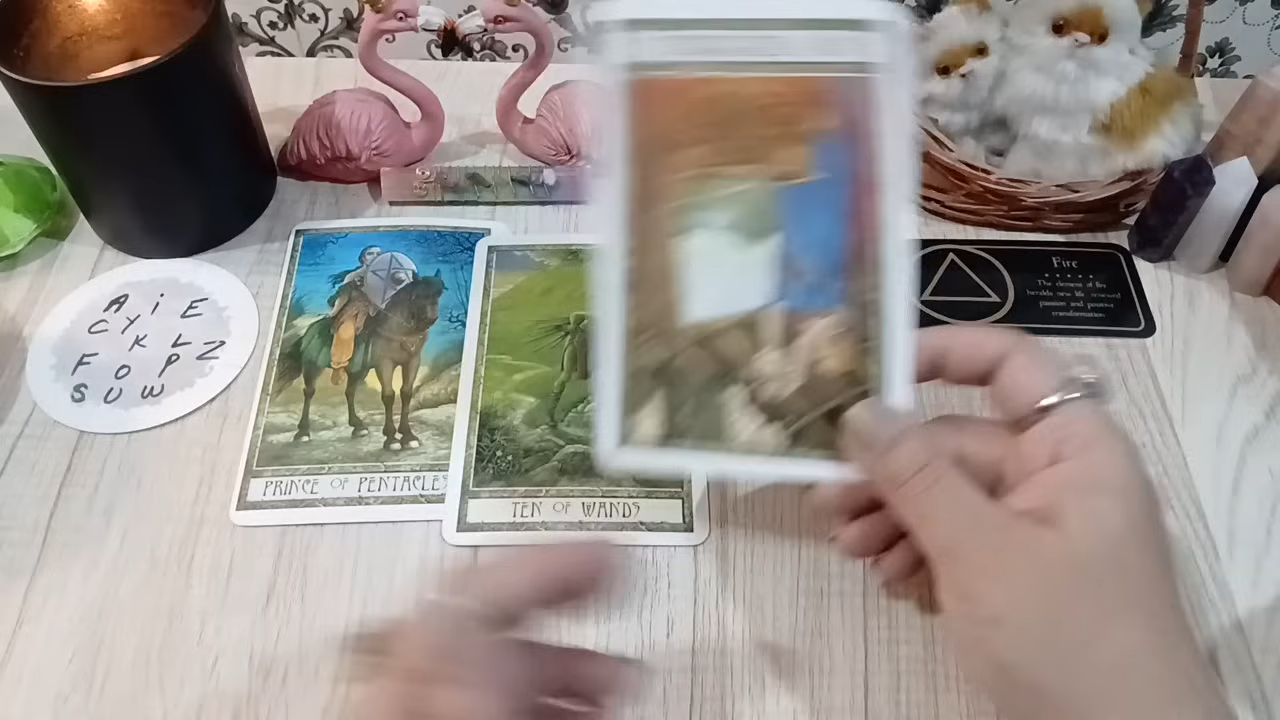 A i E
C Y K L
F O P Z
S U W
PRINCE OF PENTACLES
TEN OF WANDS
Fire
The element of fire
heralds new life, renewed
passion and positive
transformation